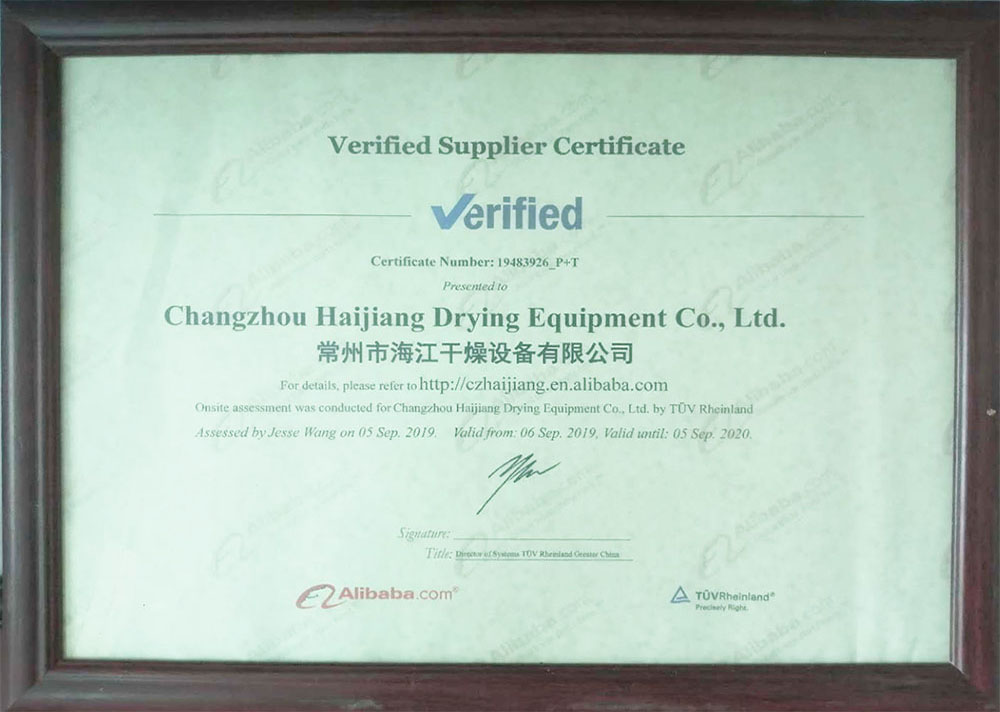 Verified Supplier Certificate
Verified
Certificate Number: 19483926_P+T
Presented to
Changzhou Haijiang Drying Equipment Co., Ltd.
常州市海江干燥设备有限公司
For details, please refer to http://czhaijiang.en.alibaba.com
Onsite assessment was conducted for Changzhou Haijiang Drying Equipment Co., Ltd. by TÜV Rheinland
Assessed by Jesse Wang on 05 Sep. 2019. Valid from: 06 Sep. 2019, Valid until: 05 Sep. 2020.
Signature:
Title: Director of Systems TÜV Rheinland Greater China
Alibaba.com®
TÜVRheinland®
Precisely Right.